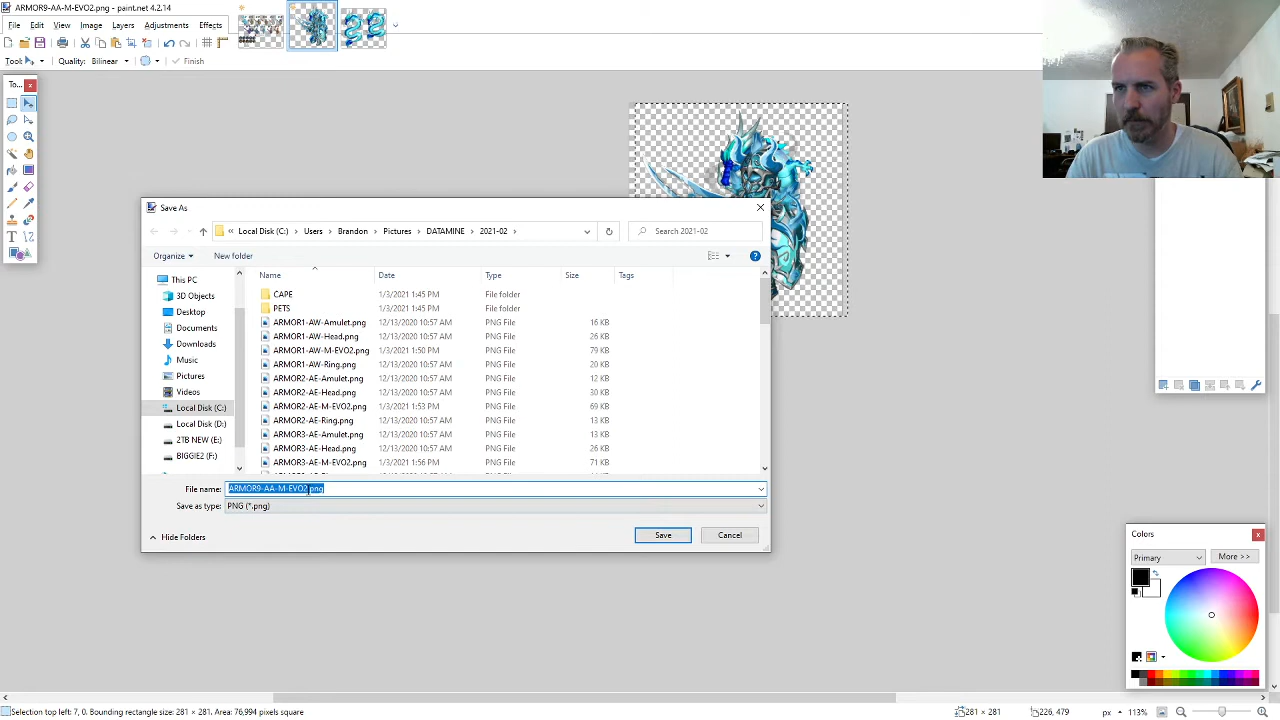 ARMOR9-AA-M-EVO2.png - paint.net 4.2.14
File Edit View Image Layers Adjustments Effects
Tool: Quality: Bilinear Finish
To...
Save As
Local Disk (C:) > Users > Brandon > Pictures > DATAMINE > 2021-02 > Search 2021-02
Organize New folder
This PC
3D Objects
Desktop
Documents
Downloads
Music
Pictures
Videos
Local Disk (C:)
Local Disk (D:)
2TB NEW (E:)
BIGGIE2 (F:)
Name Date Type Size Tags
CAPE 1/3/2021 1:45 PM File folder
PETS 1/3/2021 1:45 PM File folder
ARMOR1-AW-Amulet.png 12/13/2020 10:57 AM PNG File 16 KB
ARMOR1-AW-Head.png 12/13/2020 10:57 AM PNG File 26 KB
ARMOR1-AW-M-EVO2.png 1/3/2021 1:50 PM PNG File 79 KB
ARMOR1-AW-Ring.png 12/13/2020 10:57 AM PNG File 20 KB
ARMOR2-AE-Amulet.png 12/13/2020 10:57 AM PNG File 12 KB
ARMOR2-AE-Head.png 12/13/2020 10:57 AM PNG File 30 KB
ARMOR2-AE-M-EVO2.png 1/3/2021 1:53 PM PNG File 69 KB
ARMOR2-AE-Ring.png 12/13/2020 10:57 AM PNG File 13 KB
ARMOR3-AE-Amulet.png 12/13/2020 10:57 AM PNG File 13 KB
ARMOR3-AE-Head.png 12/13/2020 10:57 AM PNG File 26 KB
ARMOR3-AE-M-EVO2.png 1/3/2021 1:56 PM PNG File 71 KB
File name: ARMOR9-AA-M-EVO2.png
Save as type: PNG (*.png)
Hide Folders Save Cancel
Colors
Primary More >>
Selection top left: 7, 0. Bounding rectangle size: 281 × 281. Area: 76,994 pixels square 281 × 281 226, 479 px 113%